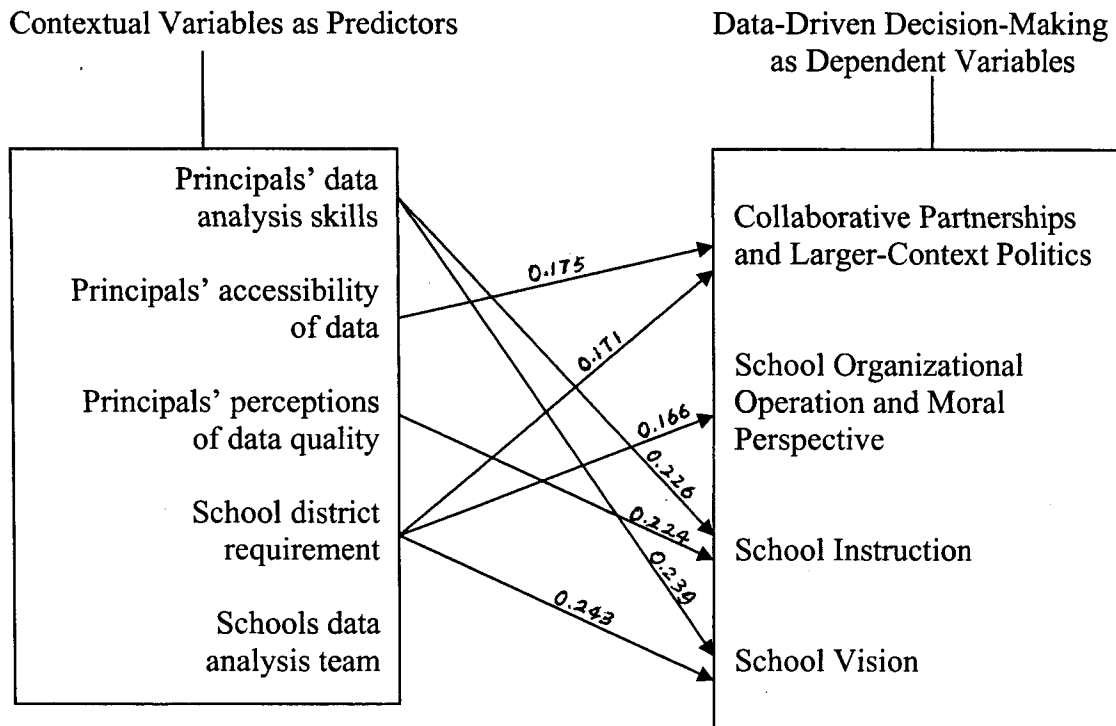 Contextual Variables as Predictors
Data-Driven Decision-Making
as Dependent Variables
Principals' data
analysis skills
Principals' accessibility
of data
Principals' perceptions
of data quality
School district
requirement
Schools data
analysis team
0.175
0.171
0.166
0.226
0.224
0.239
0.243
Collaborative Partnerships
and Larger-Context Politics
School Organizational
Operation and Moral
Perspective
School Instruction
School Vision